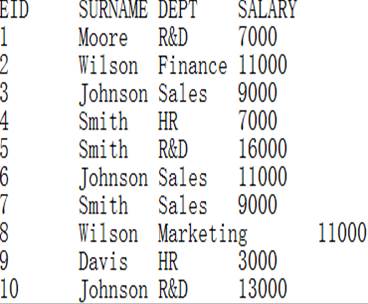 EID SURNAME DEPT SALARY
1 Moore R&D 7000
2 Wilson Finance 11000
3 Johnson Sales 9000
4 Smith HR 7000
5 Smith R&D 16000
6 Johnson Sales 11000
7 Smith Sales 9000
8 Wilson Marketing 11000
9 Davis HR 3000
10 Johnson R&D 13000